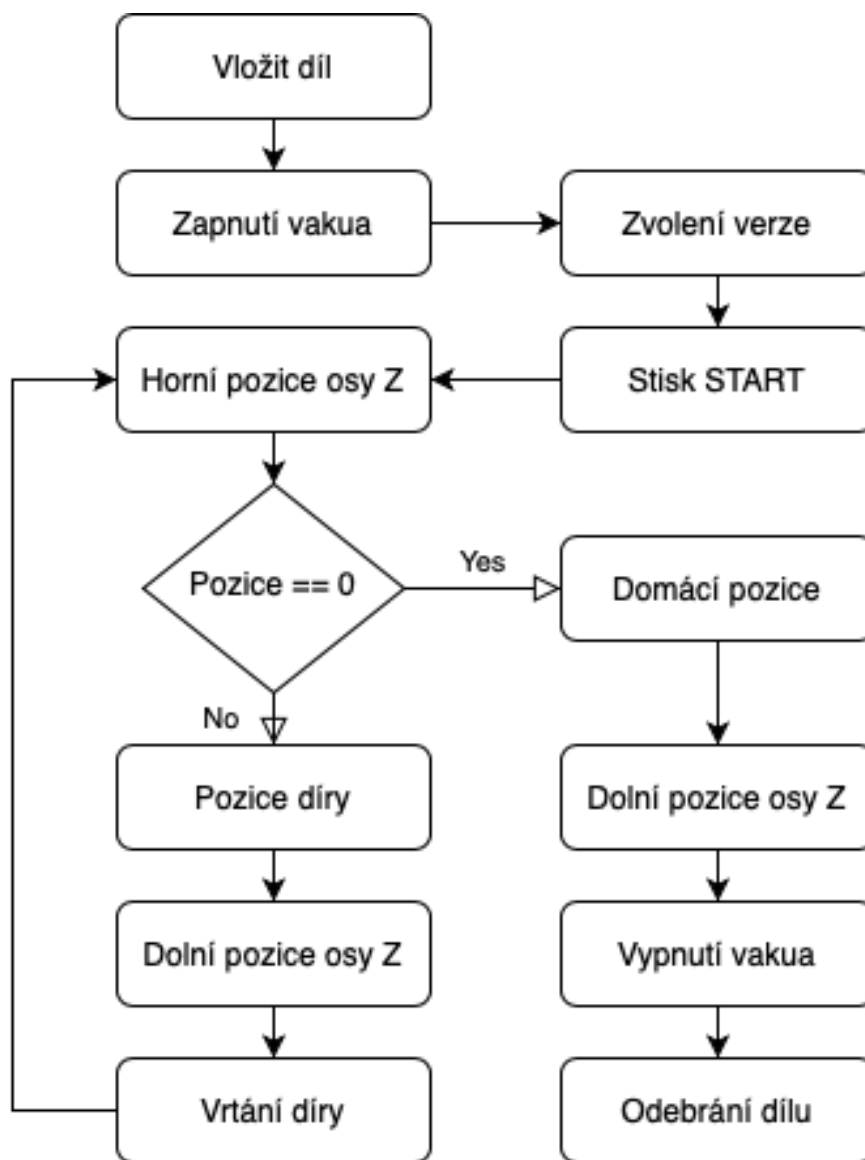 Vložit díl
Zapnutí vakua
Zvolení verze
Horní pozice osy Z
Stisk START
Pozice == 0
Yes
Domácí pozice
No
Pozice díry
Dolní pozice osy Z
Dolní pozice osy Z
Vypnutí vakua
Vrtání díry
Odebrání dílu